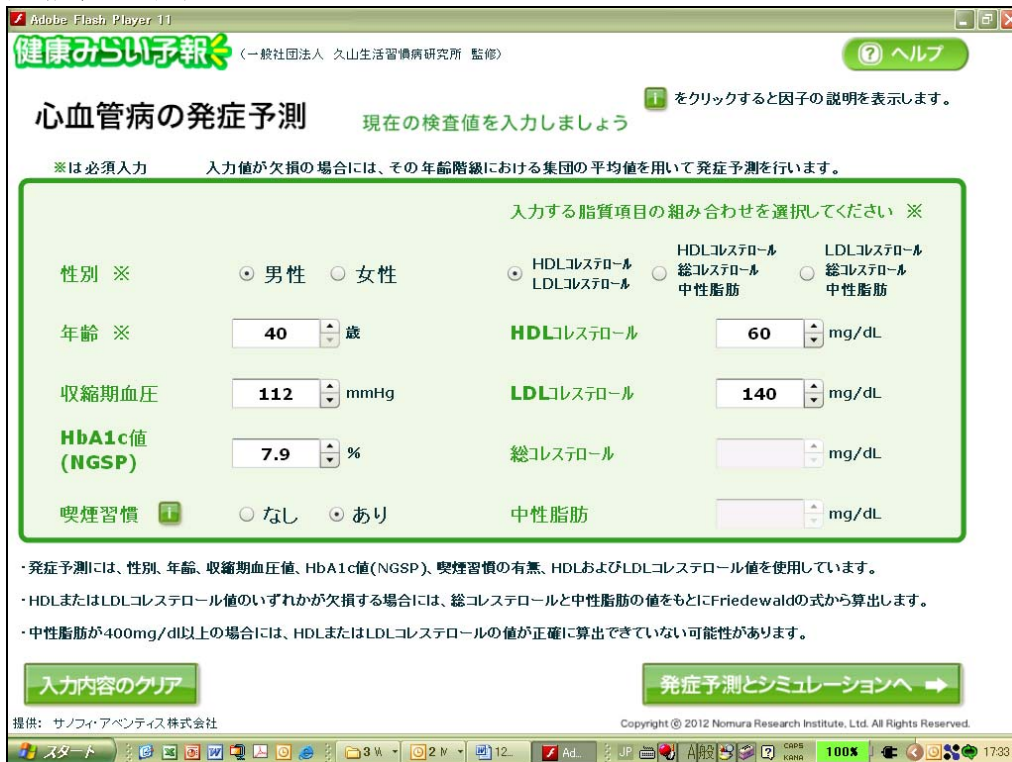 Adobe Flash Player 11
健康みらい予報 (一般社団法人 久山生活習慣病研究所 監修)
? ヘルプ
心血管病の発症予測 現在の検査値を入力しましょう
i をクリックすると因子の説明を表示します。
※は必須入力 入力値が欠損の場合には、その年齢階級における集団の平均値を用いて発症予測を行います。
入力する脂質項目の組み合わせを選択してください ※
性別 ※ 男性 女性
HDLコレステロール
LDLコレステロール
HDLコレステロール
総コレステロール
中性脂肪
LDLコレステロール
総コレステロール
中性脂肪
年齢 ※ 40 歳 HDLコレステロール 60 mg/dL
収縮期血圧 112 mmHg LDLコレステロール 140 mg/dL
HbA1c値
(NGSP) 7.9 % 総コレステロール mg/dL
喫煙習慣 i なし あり 中性脂肪 mg/dL
・発症予測には、性別、年齢、収縮期血圧値、HbA1c値(NGSP)、喫煙習慣の有無、HDLおよびLDLコレステロール値を使用しています。
・HDLまたはLDLコレステロール値のいずれかが欠損する場合には、総コレステロールと中性脂肪の値をもとにFriedewaldの式から算出します。
・中性脂肪が400mg/dl以上の場合には、HDLまたはLDLコレステロールの値が正確に算出できていない可能性があります。
入力内容のクリア 発症予測とシミュレーションへ
提供: サノフィ・アベンティス株式会社 Copyright © 2012 Nomura Research Institute, Ltd. All Rights Reserved.
スタート 3 W 2 N 12... Ad... JP A般 CAPS KANA 100% 17:33